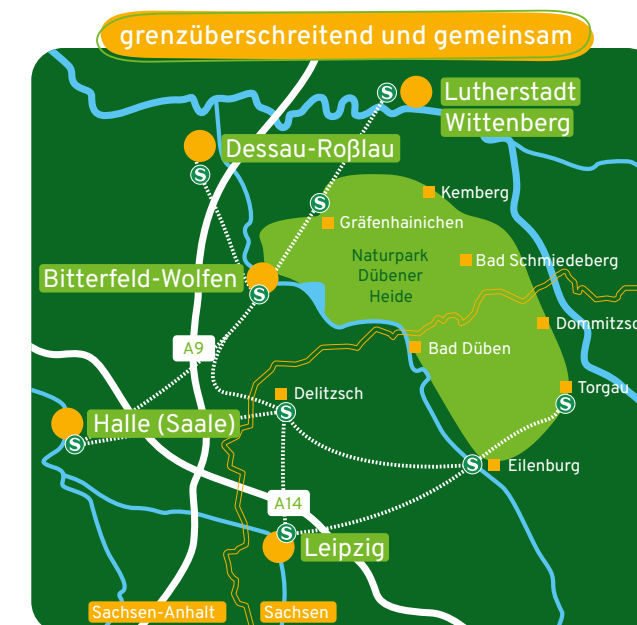 grenzüberschreitend und gemeinsam
S
Lutherstadt
Wittenberg
Dessau-Roßlau
S
Kemberg
S
Gräfenhainichen
Naturpark
Dübener
Heide
Bad Schmiedeberg
Bitterfeld-Wolfen
S
Dommitzsc
A9
Bad Düben
Torgau
Delitzsch
S
S
Halle (Saale)
S
S
Eilenburg
A14
S
Leipzig
Sachsen-Anhalt
Sachsen